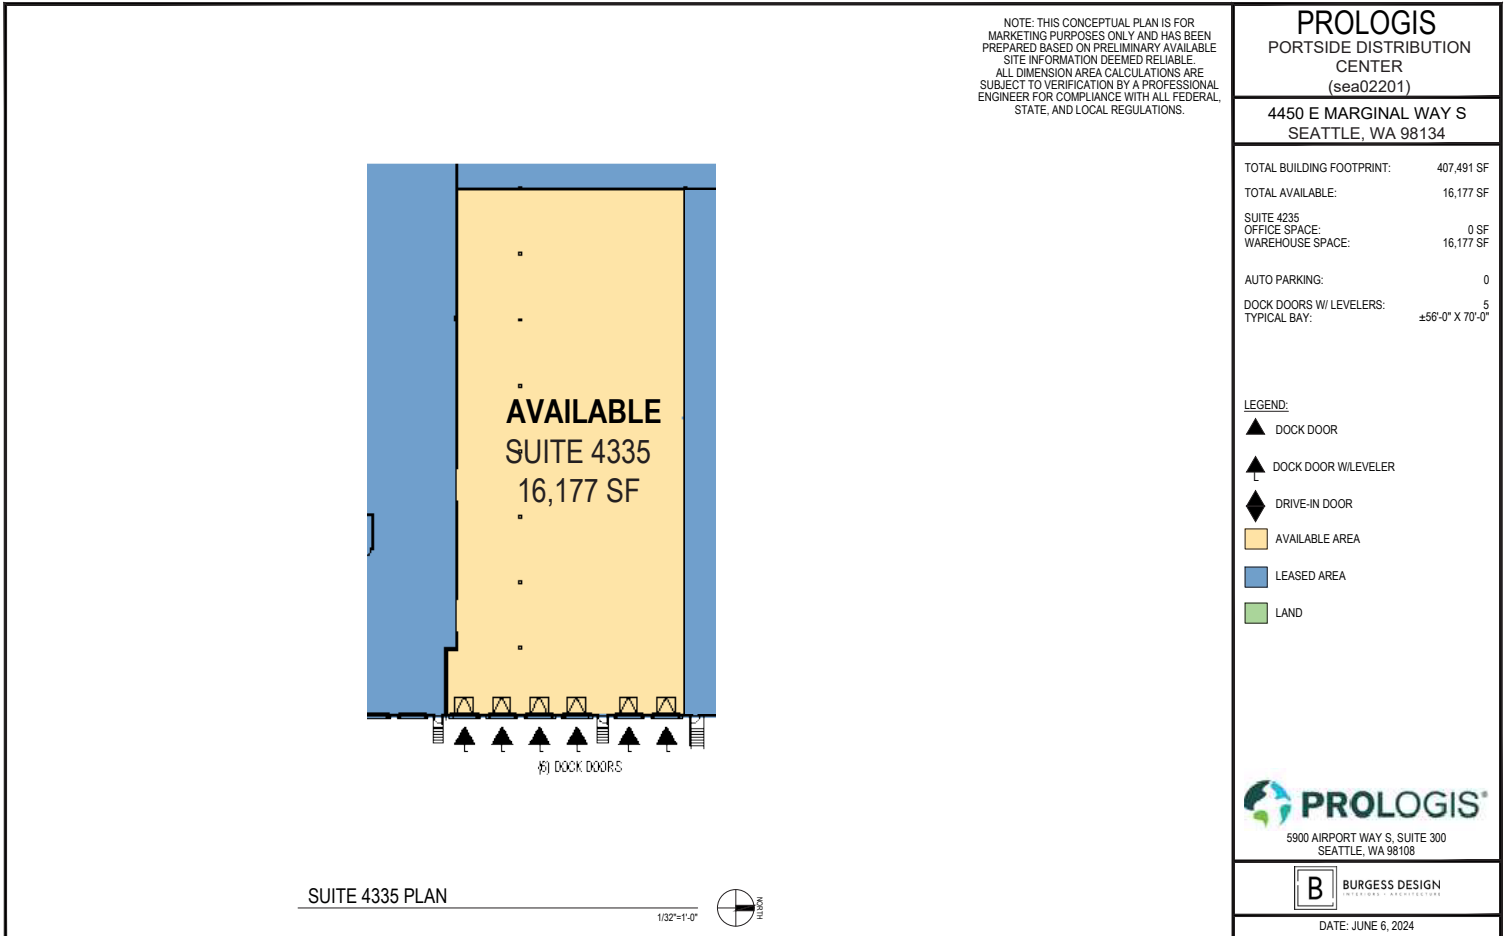 NOTE: THIS CONCEPTUAL PLAN IS FOR
MARKETING PURPOSES ONLY AND HAS BEEN
PREPARED BASED ON PRELIMINARY AVAILABLE
SITE INFORMATION DEEMED RELIABLE.
ALL DIMENSION AREA CALCULATIONS ARE
SUBJECT TO VERIFICATION BY A PROFESSIONAL
ENGINEER FOR COMPLIANCE WITH ALL FEDERAL,
STATE, AND LOCAL REGULATIONS.
AVAILABLE
SUITE 4335
16,177 SF
(6) DOCK DOORS
L L L L L L
SUITE 4335 PLAN
1/32"=1'-0"
NORTH
PROLOGIS
PORTSIDE DISTRIBUTION
CENTER
(sea02201)
4450 E MARGINAL WAY S
SEATTLE, WA 98134
TOTAL BUILDING FOOTPRINT: 407,491 SF
TOTAL AVAILABLE: 16,177 SF
SUITE 4235
OFFICE SPACE: 0 SF
WAREHOUSE SPACE: 16,177 SF
AUTO PARKING: 0
DOCK DOORS W/ LEVELERS: 5
TYPICAL BAY: ±56'-0" X 70'-0"
LEGEND:
DOCK DOOR
DOCK DOOR W/LEVELER
L
DRIVE-IN DOOR
AVAILABLE AREA
LEASED AREA
LAND
PROLOGIS®
5900 AIRPORT WAY S, SUITE 300
SEATTLE, WA 98108
B BURGESS DESIGN
INTERIORS + ARCHITECTURE
DATE: JUNE 6, 2024